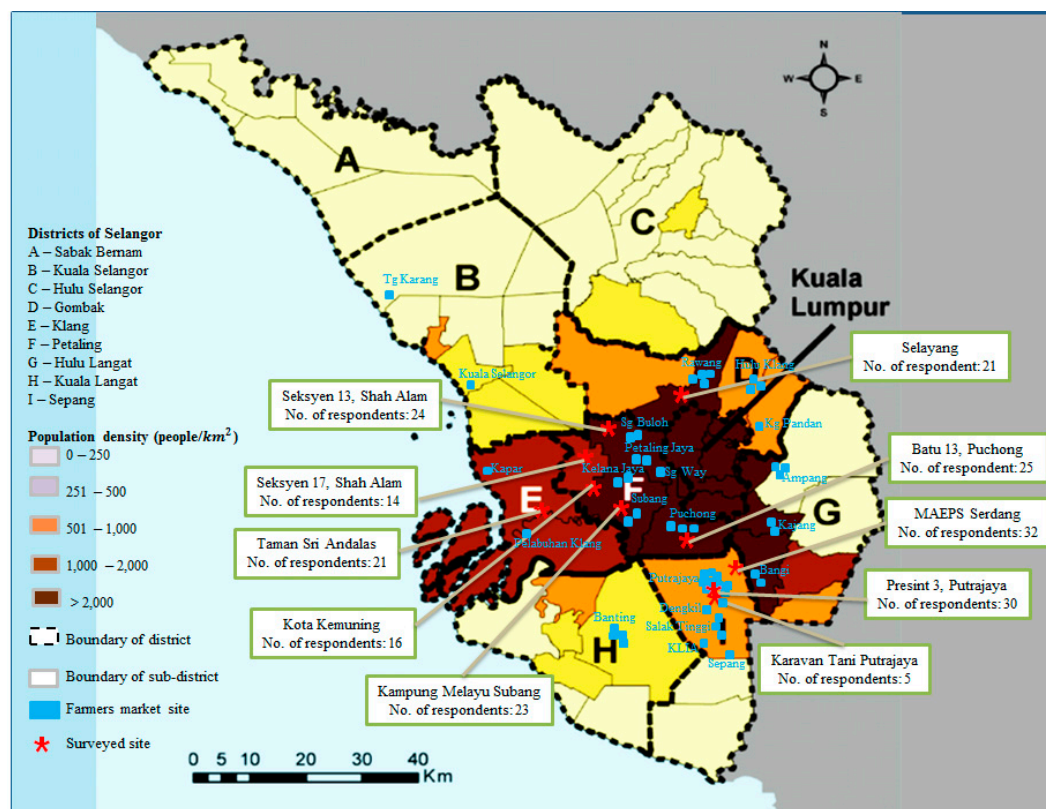 N
W E
S
A
B
C
D
E
F
G
H
Kuala
Lumpur
Districts of Selangor
A – Sabak Bernam
B – Kuala Selangor
C – Hulu Selangor
D – Gombak
E – Klang
F – Petaling
G – Hulu Langat
H – Kuala Langat
I – Sepang
Population density (people/km²)
0 – 250
251 – 500
501 – 1,000
1,000 – 2,000
> 2,000
Boundary of district
Boundary of sub-district
Farmers market site
Surveyed site
Tg Karang
Kuala Selangor
Rawang
Hulu Klang
Kg Pandan
Sg Buloh
Petaling Jaya
Kelana Jaya
Sg Way
Kapar
Subang
Ampang
Puchong
Kajang
Pelabuhan Klang
Putrajaya
Bangi
Dengkil
Salak Tinggi
KLIA
Sepang
Banting
Selayang
No. of respondents: 21
Seksyen 13, Shah Alam
No. of respondents: 24
Batu 13, Puchong
No. of respondents: 25
Seksyen 17, Shah Alam
No. of respondents: 14
MAEPS Serdang
No. of respondents: 32
Taman Sri Andalas
No. of respondents: 21
Presint 3, Putrajaya
No. of respondents: 30
Kota Kemuning
No. of respondents: 16
Karavan Tani Putrajaya
No. of respondents: 5
Kampung Melayu Subang
No. of respondents: 23
0 5 10 20 30 40
Km